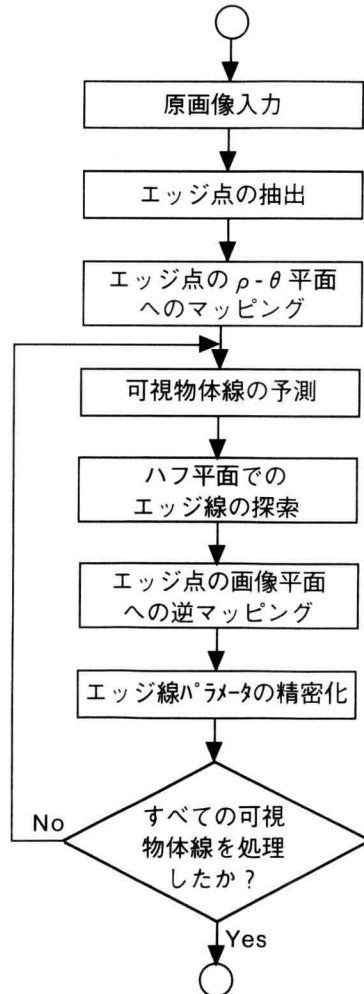 原画像入力
エッジ点の抽出
エッジ点の ρ - θ 平面
へのマッピング
可視物体線の予測
ハフ平面での
エッジ線の探索
エッジ点の画像平面
への逆マッピング
エッジ線ﾊﾟﾗﾒｰﾀの精密化
すべての可視
物体線を処理
したか？
No
Yes